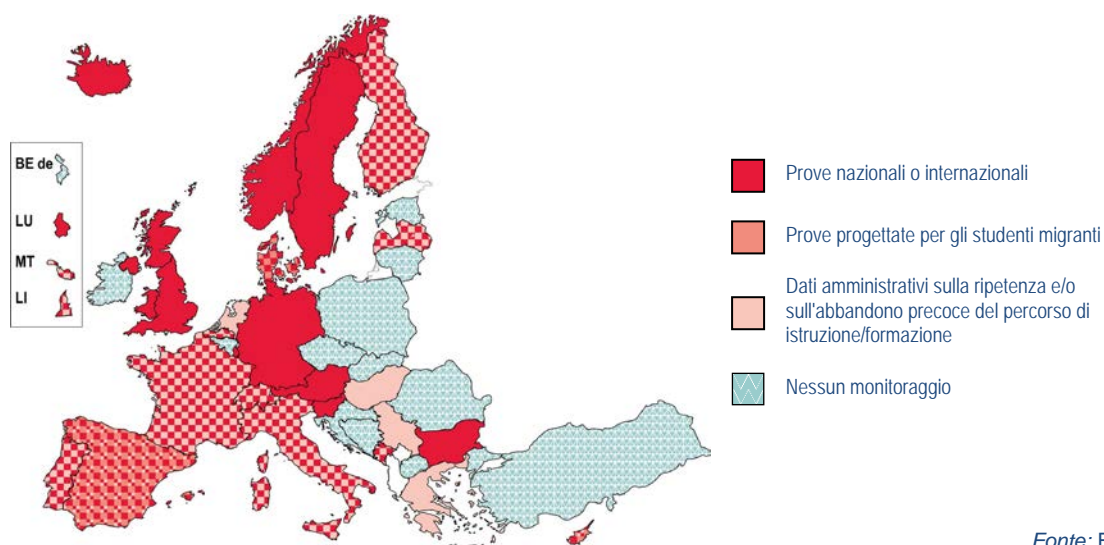 BE de
LU
MT
LI
Prove nazionali o internazionali
Prove progettate per gli studenti migranti
Dati amministrativi sulla ripetenza e/o
sull'abbandono precoce del percorso di
istruzione/formazione
Nessun monitoraggio
Fonte: